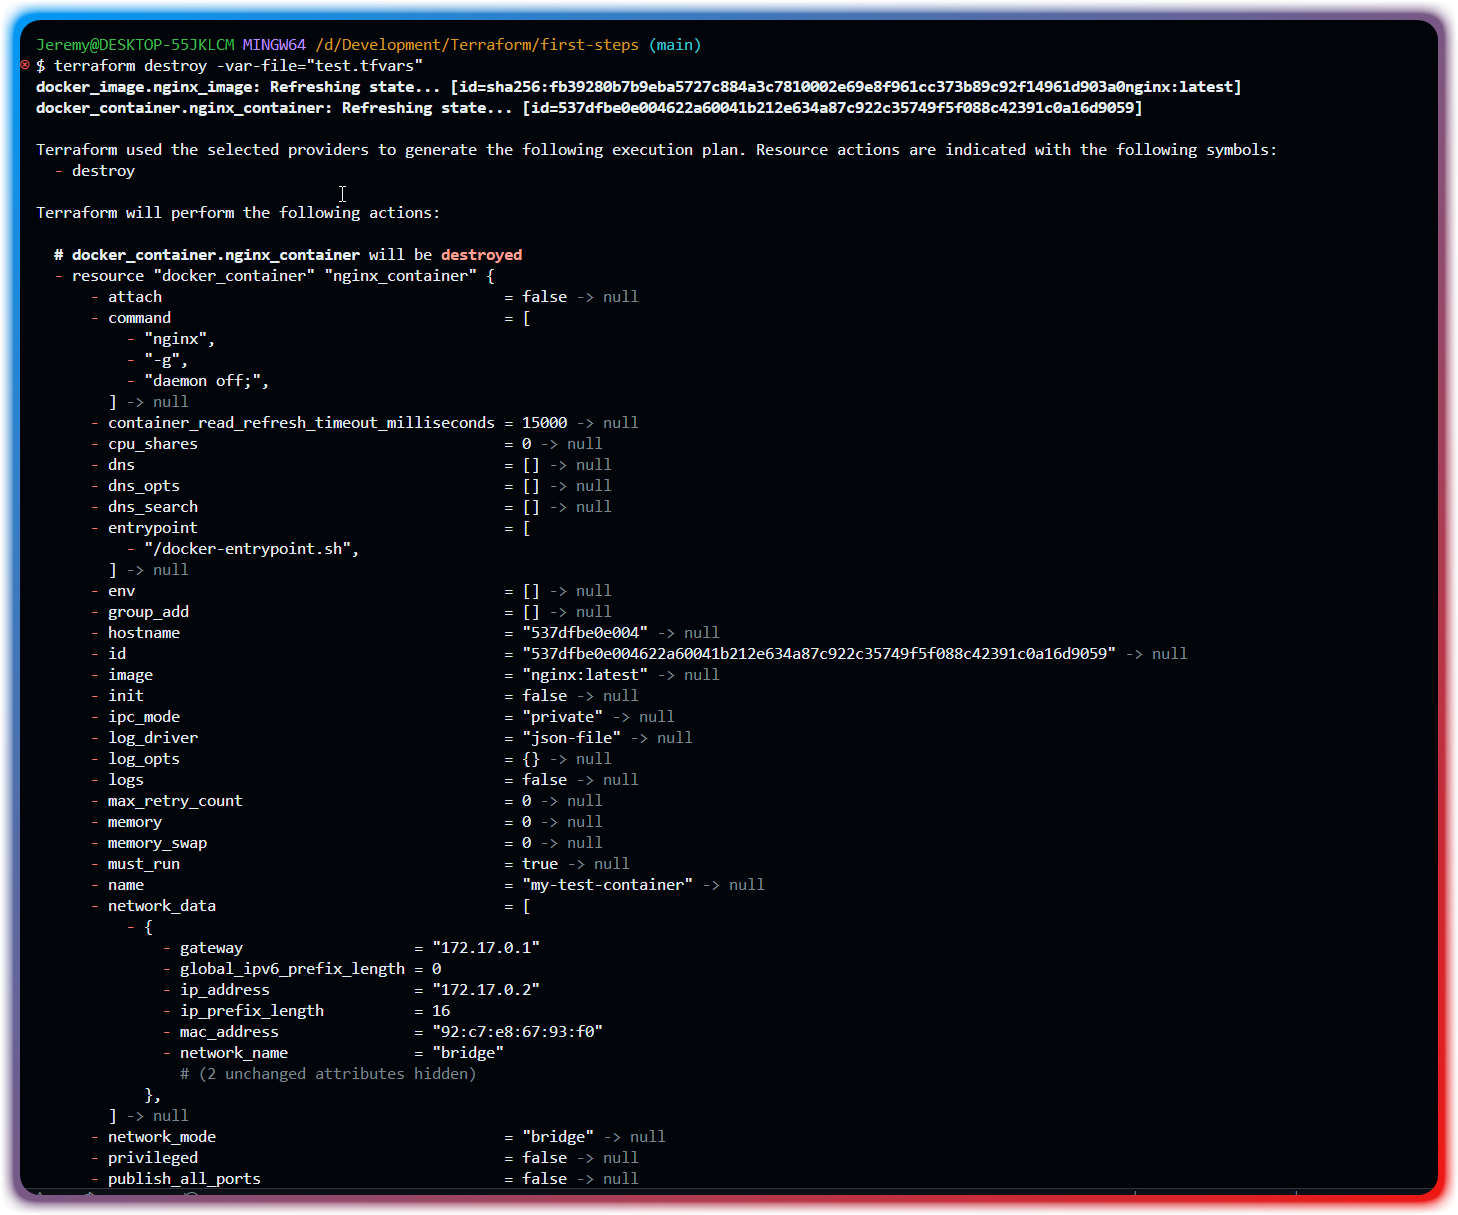 Jeremy@DESKTOP-55JKLCM MINGW64 /d/Development/Terraform/first-steps (main)
$ terraform destroy -var-file="test.tfvars"
docker_image.nginx_image: Refreshing state... [id=sha256:fb39280b7b9eba5727c884a3c7810002e69e8f961cc373b89c92f14961d903a0nginx:latest]
docker_container.nginx_container: Refreshing state... [id=537dfbe0e004622a60041b212e634a87c922c35749f5f088c42391c0a16d9059]
Terraform used the selected providers to generate the following execution plan. Resource actions are indicated with the following symbols:
- destroy
Terraform will perform the following actions:
# docker_container.nginx_container will be destroyed
- resource "docker_container" "nginx_container" {
- attach = false -> null
- command = [
- "nginx",
- "-g",
- "daemon off;",
] -> null
- container_read_refresh_timeout_milliseconds = 15000 -> null
- cpu_shares = 0 -> null
- dns = [] -> null
- dns_opts = [] -> null
- dns_search = [] -> null
- entrypoint = [
- "/docker-entrypoint.sh",
] -> null
- env = [] -> null
- group_add = [] -> null
- hostname = "537dfbe0e004" -> null
- id = "537dfbe0e004622a60041b212e634a87c922c35749f5f088c42391c0a16d9059" -> null
- image = "nginx:latest" -> null
- init = false -> null
- ipc_mode = "private" -> null
- log_driver = "json-file" -> null
- log_opts = {} -> null
- logs = false -> null
- max_retry_count = 0 -> null
- memory = 0 -> null
- memory_swap = 0 -> null
- must_run = true -> null
- name = "my-test-container" -> null
- network_data = [
- {
- gateway = "172.17.0.1"
- global_ipv6_prefix_length = 0
- ip_address = "172.17.0.2"
- ip_prefix_length = 16
- mac_address = "92:c7:e8:67:93:f0"
- network_name = "bridge"
# (2 unchanged attributes hidden)
},
] -> null
- network_mode = "bridge" -> null
- privileged = false -> null
- publish_all_ports = false -> null